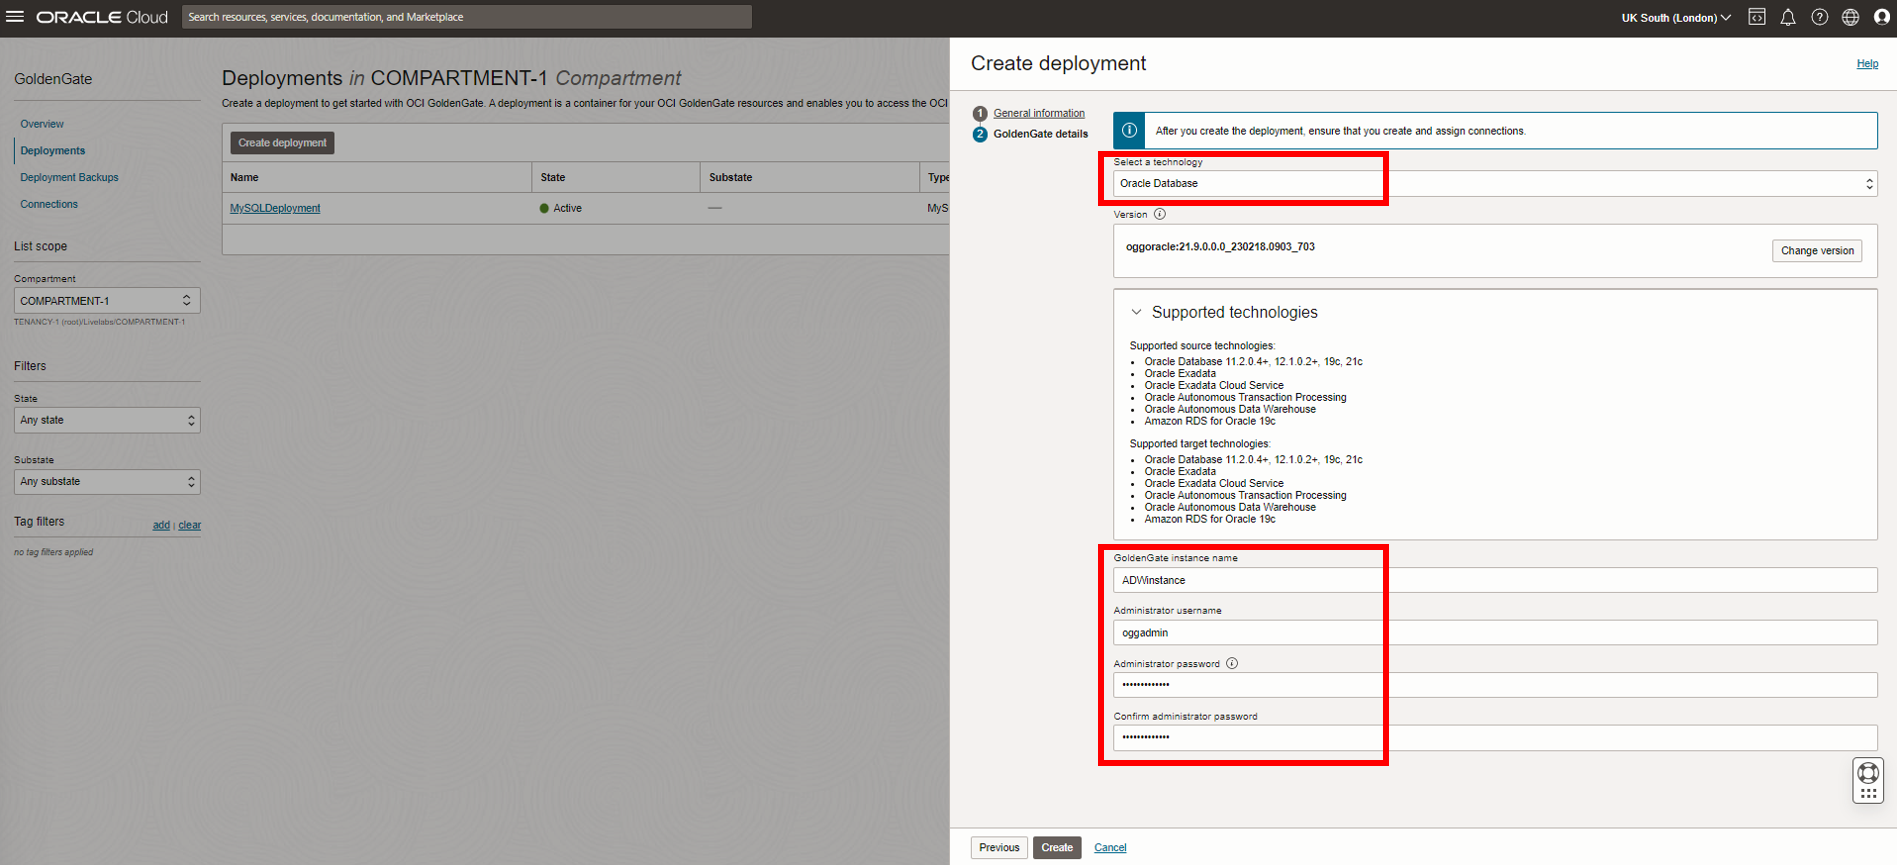 ORACLE Cloud
Search resources, services, documentation, and Marketplace
UK South (London)
GoldenGate
Overview
Deployments
Deployment Backups
Connections
List scope
Compartment
COMPARTMENT-1
TENANCY-1 (root)/Livelabs/COMPARTMENT-1
Filters
State
Any state
Substate
Any substate
Tag filters
add | clear
no tag filters applied
Deployments in COMPARTMENT-1 Compartment
Create a deployment to get started with OCI GoldenGate. A deployment is a container for your OCI GoldenGate resources and enables you to access the OCI
Create deployment
Name State Substate Type
MySQLDeployment Active — MyS
Create deployment
Help
1 General information
2 GoldenGate details
After you create the deployment, ensure that you create and assign connections.
Select a technology
Oracle Database
Version
oggoracle:21.9.0.0.0_230218.0903_703
Change version
Supported technologies
Supported source technologies:
• Oracle Database 11.2.0.4+, 12.1.0.2+, 19c, 21c
• Oracle Exadata
• Oracle Exadata Cloud Service
• Oracle Autonomous Transaction Processing
• Oracle Autonomous Data Warehouse
• Amazon RDS for Oracle 19c
Supported target technologies:
• Oracle Database 11.2.0.4+, 12.1.0.2+, 19c, 21c
• Oracle Exadata
• Oracle Exadata Cloud Service
• Oracle Autonomous Transaction Processing
• Oracle Autonomous Data Warehouse
• Amazon RDS for Oracle 19c
GoldenGate instance name
ADWinstance
Administrator username
oggadmin
Administrator password
•••••••••••••
Confirm administrator password
•••••••••••••
Previous
Create
Cancel